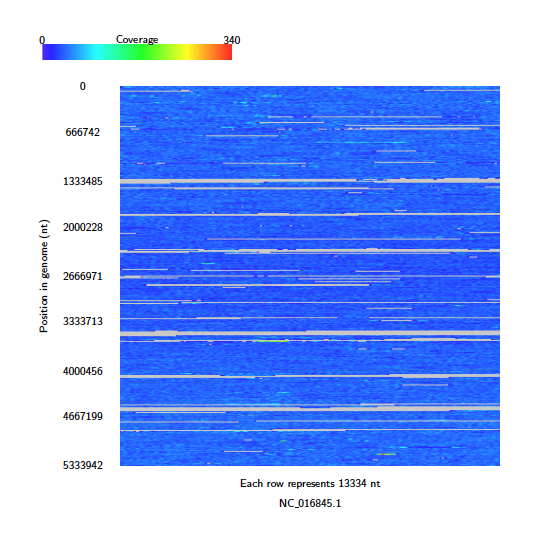 Coverage
0 340
0
666742
1333485
2000228
2666971
3333713
4000456
4667199
5333942
Position in genome (nt)
Each row represents 13334 nt
NC_016845.1